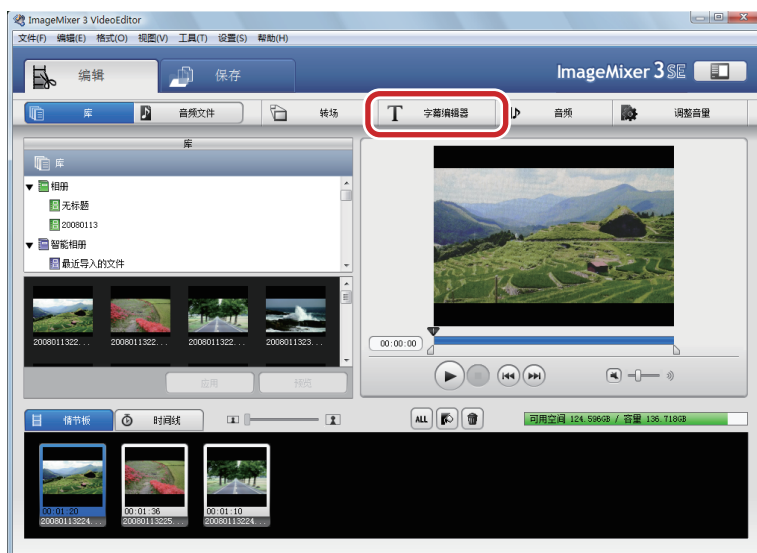 ImageMixer 3 VideoEditor
文件(F) 编辑(E) 格式(O) 视图(V) 工具(T) 设置(S) 帮助(H)
编辑 保存 ImageMixer 3 SE
库 音频文件 转场 T 字幕编辑器 音频 调整音量
库
库
相册
无标题
20080113
智能相册
最近导入的文件
2008011322... 2008011322... 2008011322... 2008011323...
00:00:00
应用 预览
情节板 时间线 ALL 可用空间 124.596GB / 容量 136.718GB
00:01:20 00:01:36 00:01:10
20080113224... 20080113225... 20080113224...